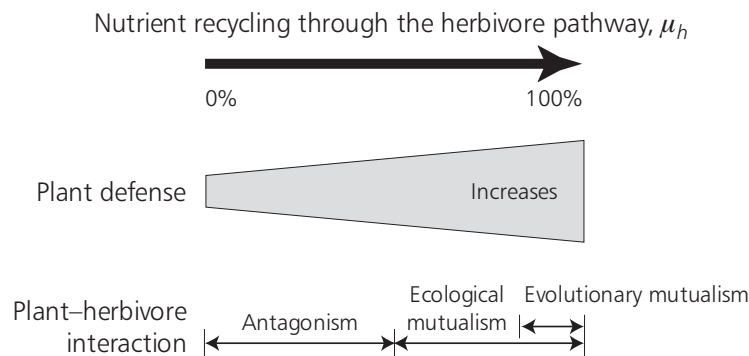 Nutrient recycling through the herbivore pathway, μh
0% 100%
Plant defense Increases
Plant–herbivore
interaction
Antagonism
Ecological
mutualism
Evolutionary mutualism